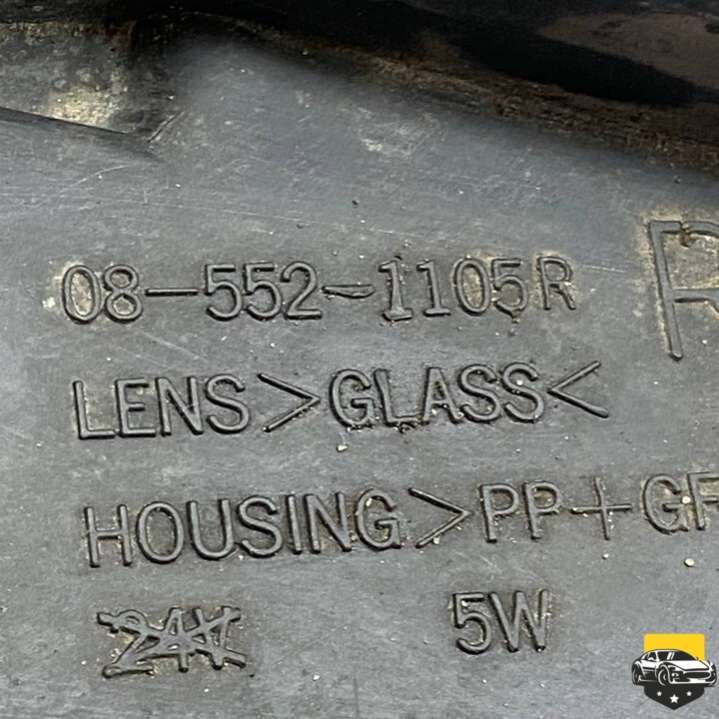 08-552-1105R
R
LENS>GLASS<
HOUSING>PP+GF
5W